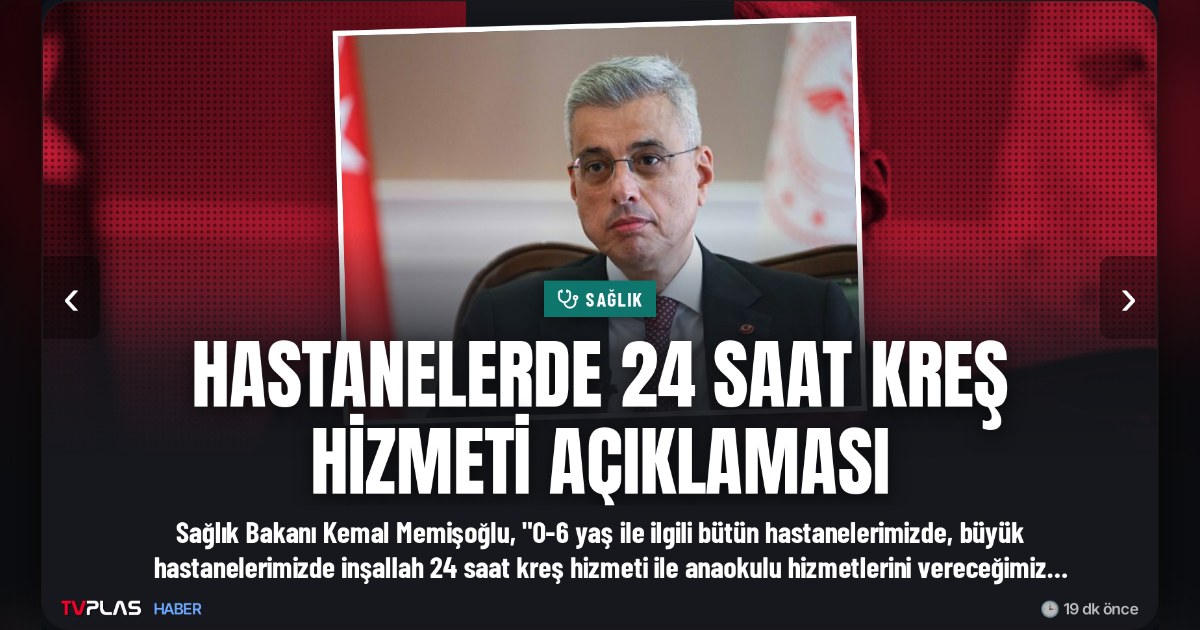 SAĞLIK
HASTANELERDE 24 SAAT KREŞ
HİZMETİ AÇIKLAMASI
Sağlık Bakanı Kemal Memişoğlu, "0-6 yaş ile ilgili bütün hastanelerimizde, büyük
hastanelerimizde inşallah 24 saat kreş hizmeti ile anaokulu hizmetlerini vereceğimiz...
TVPLAS HABER
19 dk önce